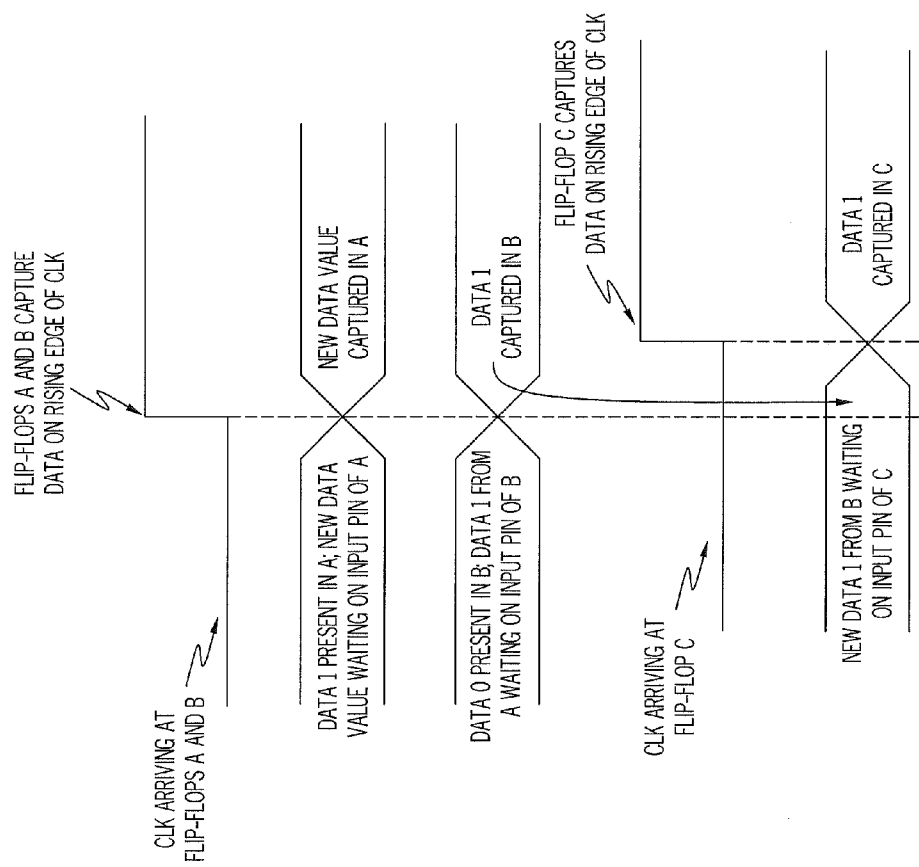 FLIP-FLOPS A AND B CAPTURE
DATA ON RISING EDGE OF CLK
CLK ARRIVING AT
FLIP-FLOPS A AND B
DATA 1 PRESENT IN A; NEW DATA
VALUE WAITING ON INPUT PIN OF A
NEW DATA VALUE
CAPTURED IN A
DATA 0 PRESENT IN B; DATA 1 FROM
A WAITING ON INPUT PIN OF B
DATA 1
CAPTURED IN B
FLIP-FLOP C CAPTURES
DATA ON RISING EDGE OF CLK
CLK ARRIVING AT
FLIP-FLOP C
NEW DATA 1 FROM B WAITING
ON INPUT PIN OF C
DATA 1
CAPTURED IN C